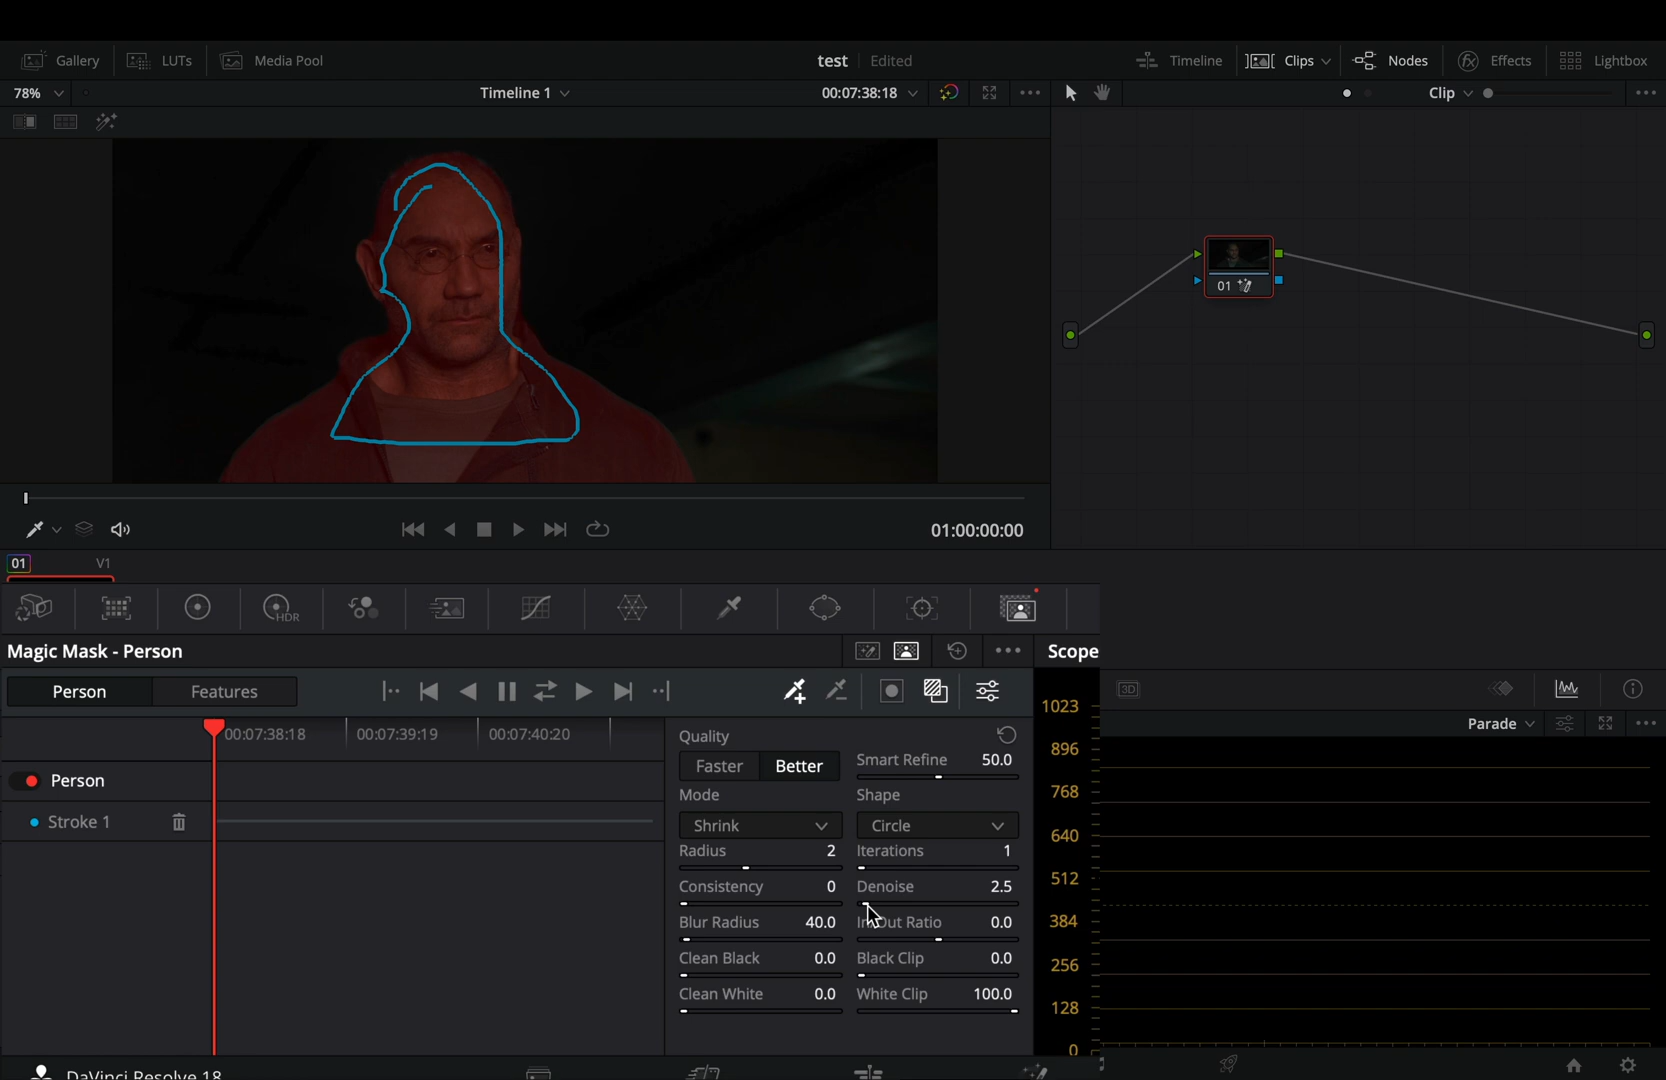 Gallery LUTs Media Pool test Edited Timeline Clips Nodes Effects Lightbox
78% Timeline 1 00:07:38:18 Clip
01
01:00:00:00
01 V1
HDR
Magic Mask - Person Scope
Person Features 1023 3D
Parade
00:07:38:18 00:07:39:19 00:07:40:20 Quality 896
Faster Better Smart Refine 50.0
Person Mode Shape 768
Stroke 1 Shrink Circle 640
Radius 2 Iterations 1
Consistency 0 Denoise 2.5 512
Blur Radius 40.0 In/Out Ratio 0.0 384
Clean Black 0.0 Black Clip 0.0 256
Clean White 0.0 White Clip 100.0 128
0
DaVinci Resolve 18